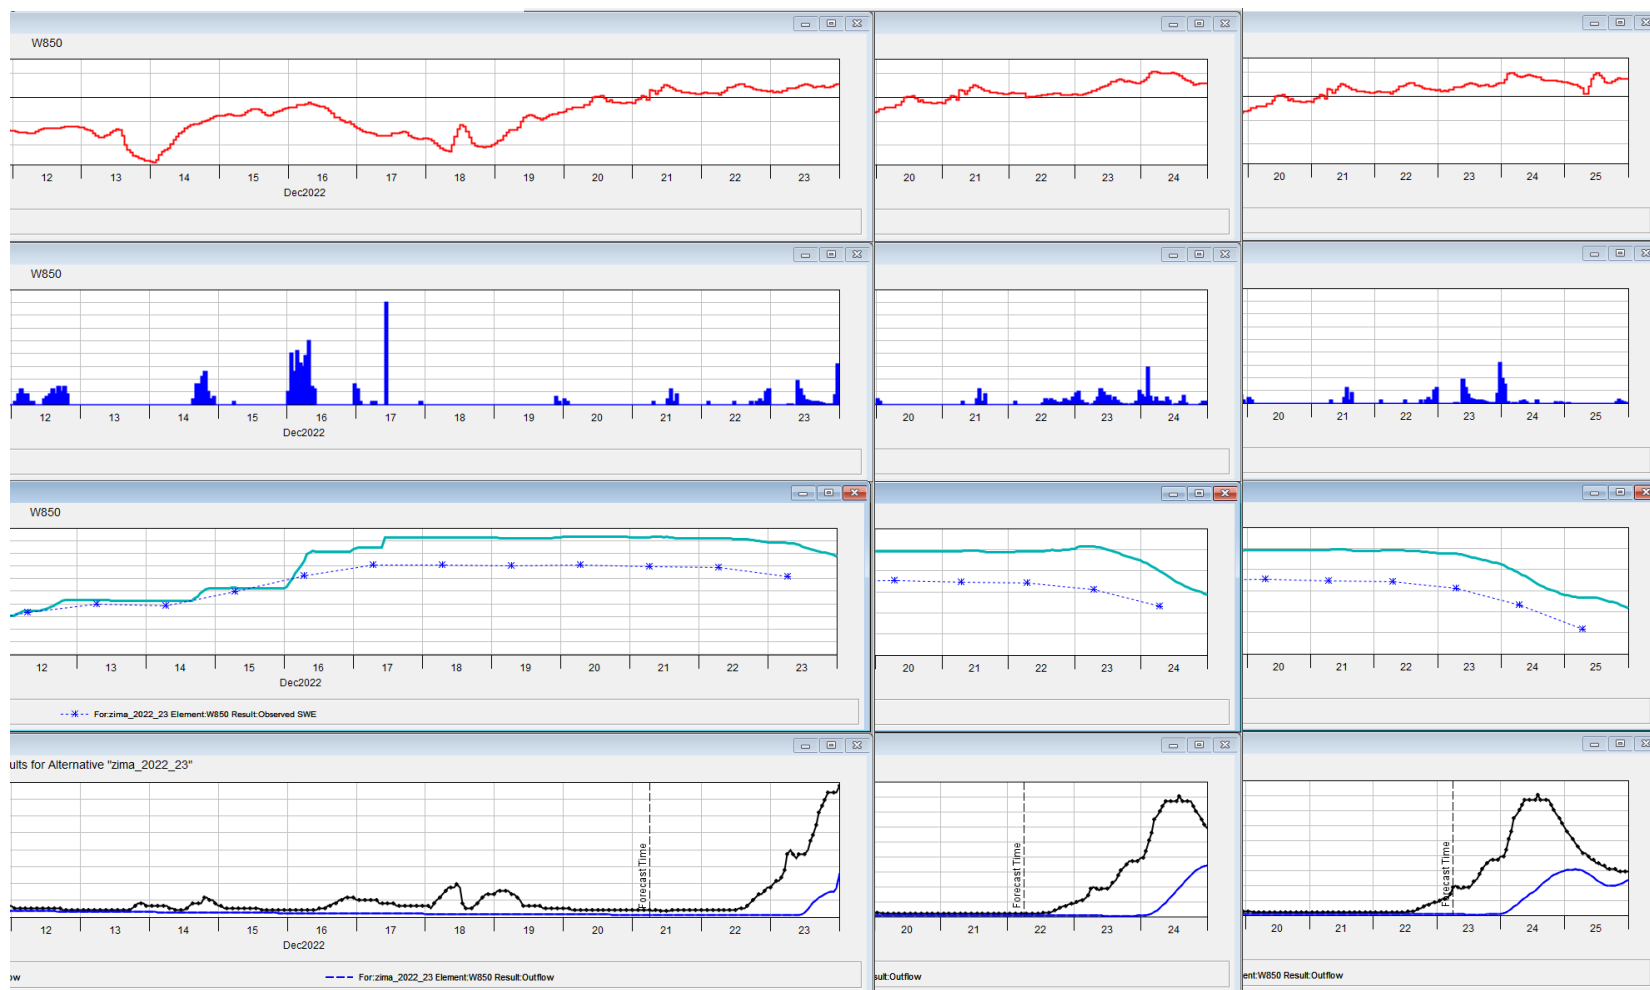 W850
12 13 14 15 16 17 18 19 20 21 22 23
Dec2022
20 21 22 23 24
20 21 22 23 24 25
W850
12 13 14 15 16 17 18 19 20 21 22 23
Dec2022
20 21 22 23 24
20 21 22 23 24 25
W850
12 13 14 15 16 17 18 19 20 21 22 23
Dec2022
For:zima_2022_23 Element:W850 Result:Observed SWE
20 21 22 23 24
20 21 22 23 24 25
ults for Alternative "zima_2022_23"
Forecast Time
12 13 14 15 16 17 18 19 20 21 22 23
Dec2022
ow
For:zima_2022_23 Element:W850 Result:Outflow
Forecast Time
20 21 22 23 24
sult:Outflow
Forecast Time
20 21 22 23 24 25
ent:W850 Result:Outflow